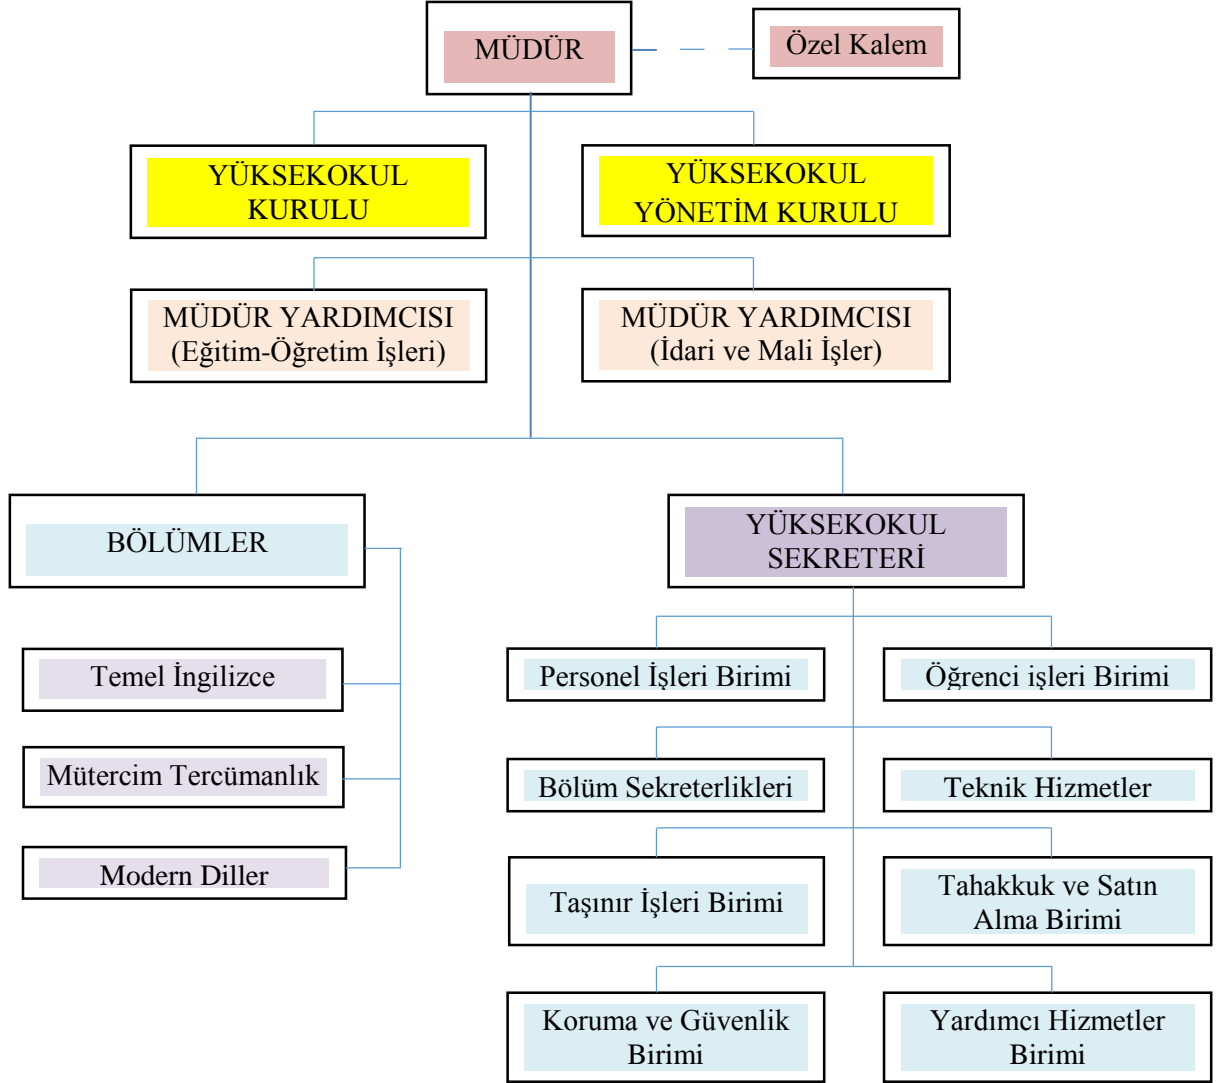 MÜDÜR
Özel Kalem
YÜKSEKOKUL
KURULU
YÜKSEKOKUL
YÖNETİM KURULU
MÜDÜR YARDIMCISI
(Eğitim-Öğretim İşleri)
MÜDÜR YARDIMCISI
(İdari ve Mali İşler)
BÖLÜMLER
YÜKSEKOKUL
SEKRETERİ
Temel İngilizce
Mütercim Tercümanlık
Modern Diller
Personel İşleri Birimi
Öğrenci işleri Birimi
Bölüm Sekreterlikleri
Teknik Hizmetler
Taşınır İşleri Birimi
Tahakkuk ve Satın
Alma Birimi
Koruma ve Güvenlik
Birimi
Yardımcı Hizmetler
Birimi